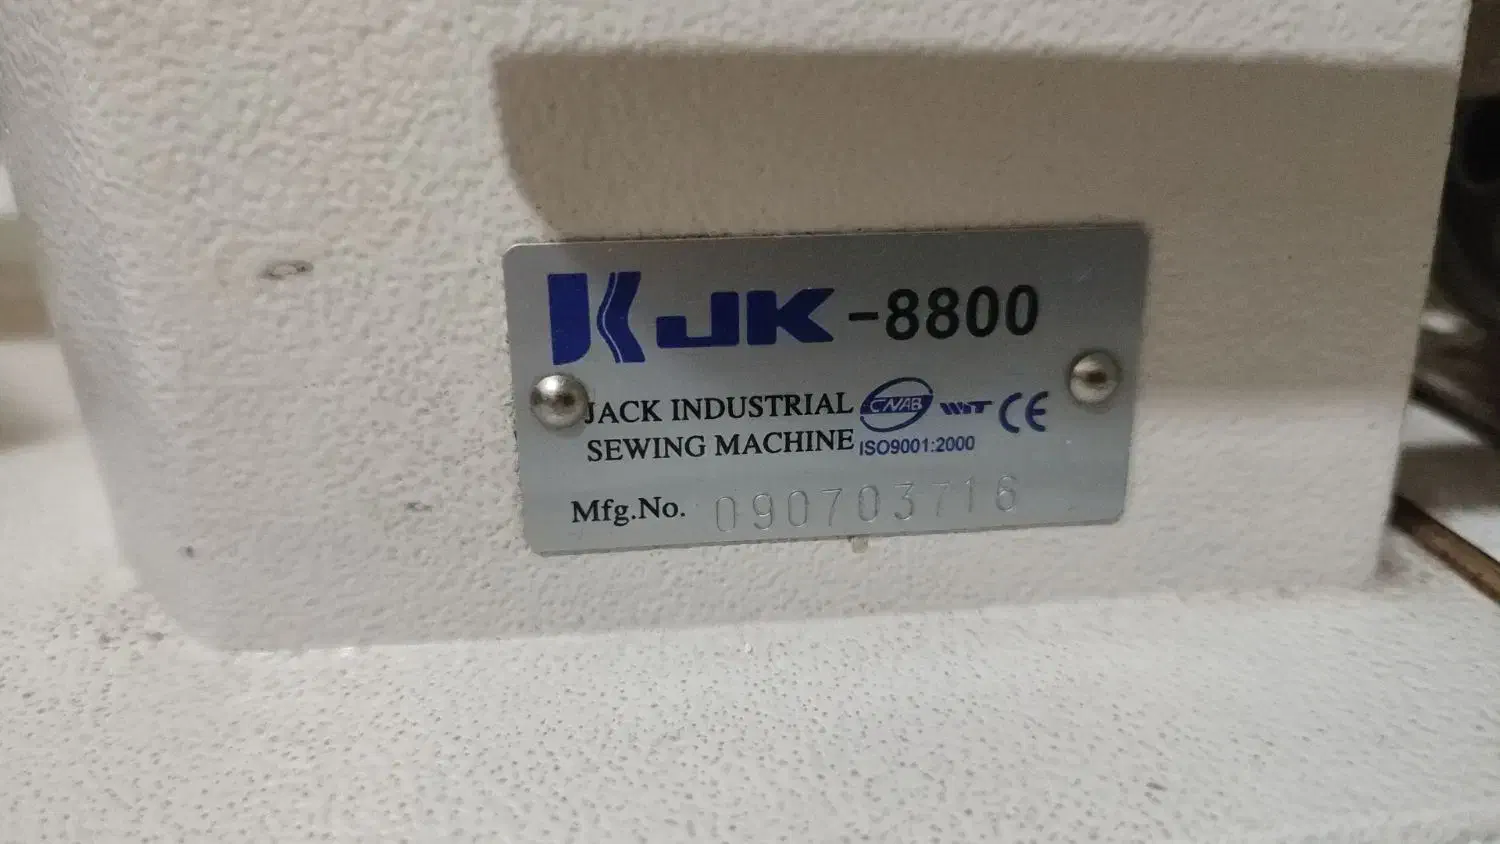 JK-8800
JACK INDUSTRIAL
SEWING MACHINE
CNAB WIT CE
ISO9001:2000
Mfg.No. 090703716